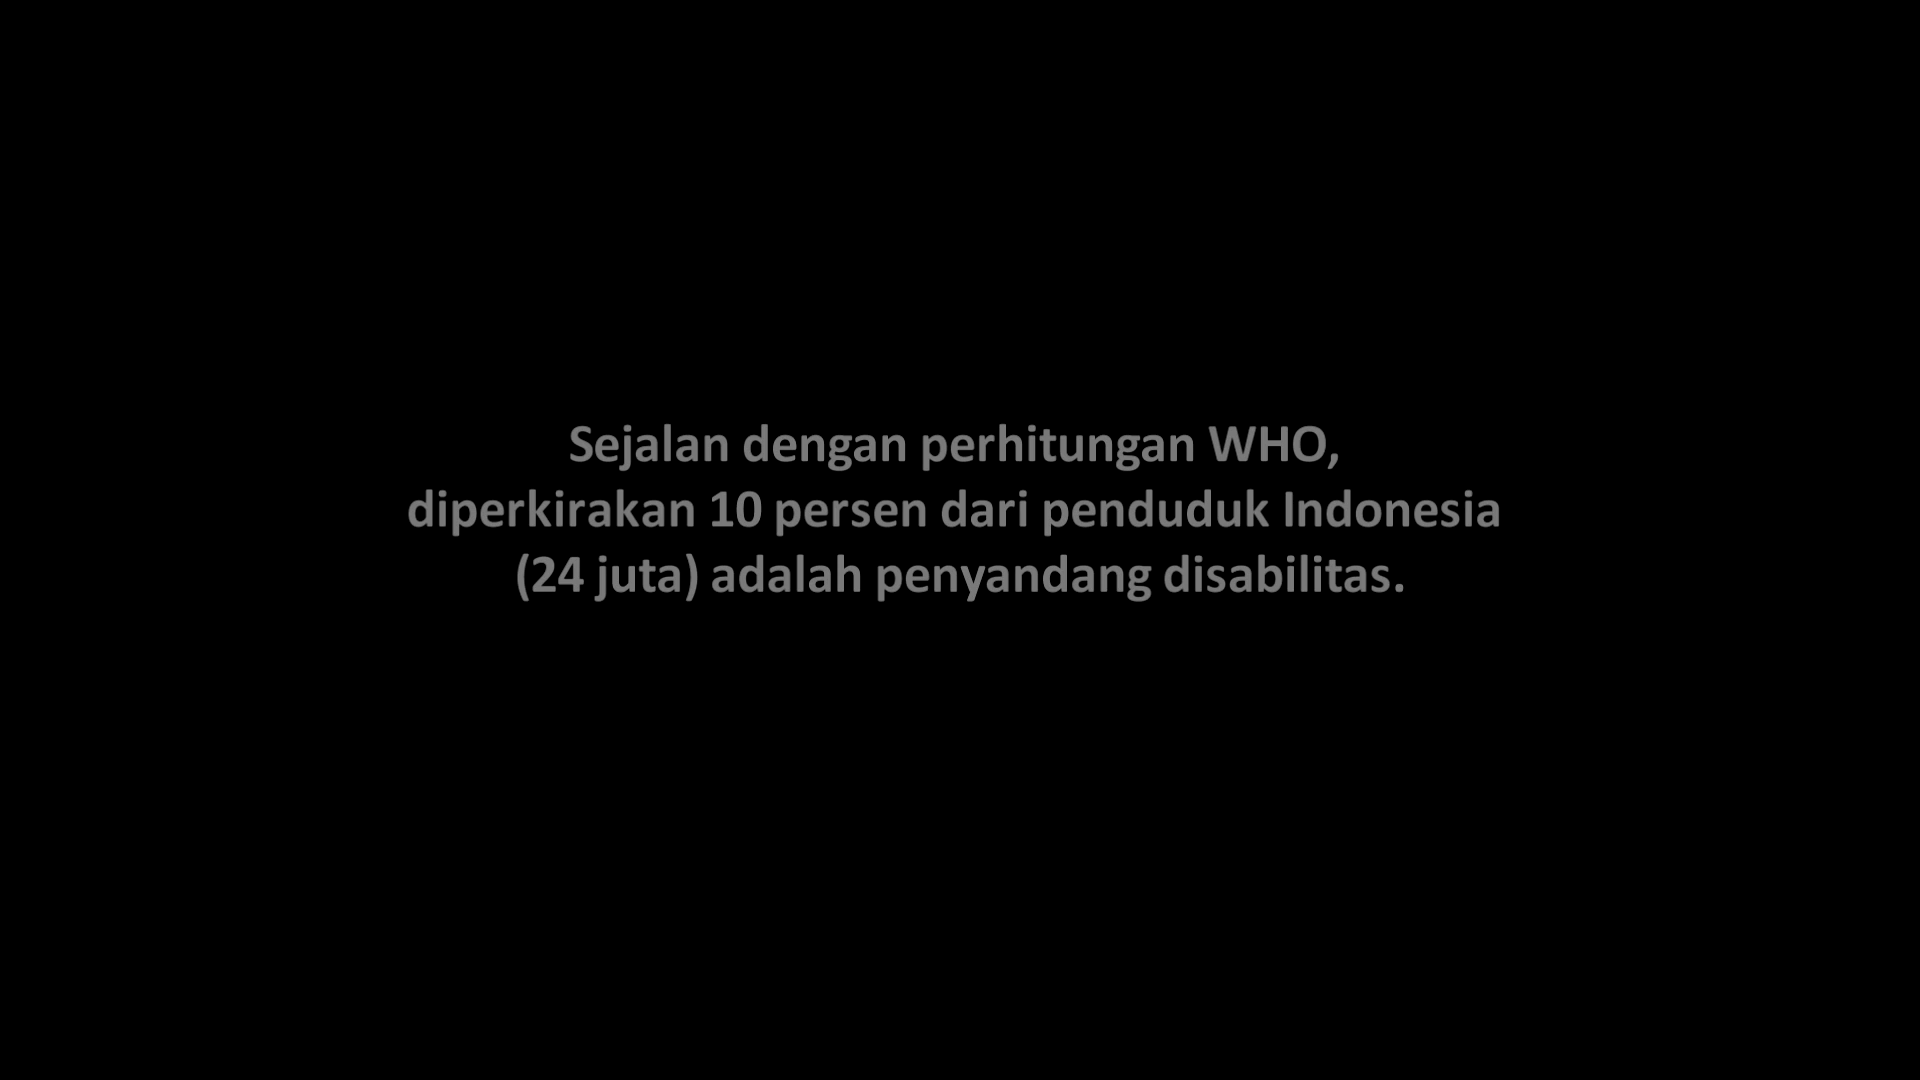 Sejalan dengan perhitungan WHO,
diperkirakan 10 persen dari penduduk Indonesia
(24 juta) adalah penyandang disabilitas.